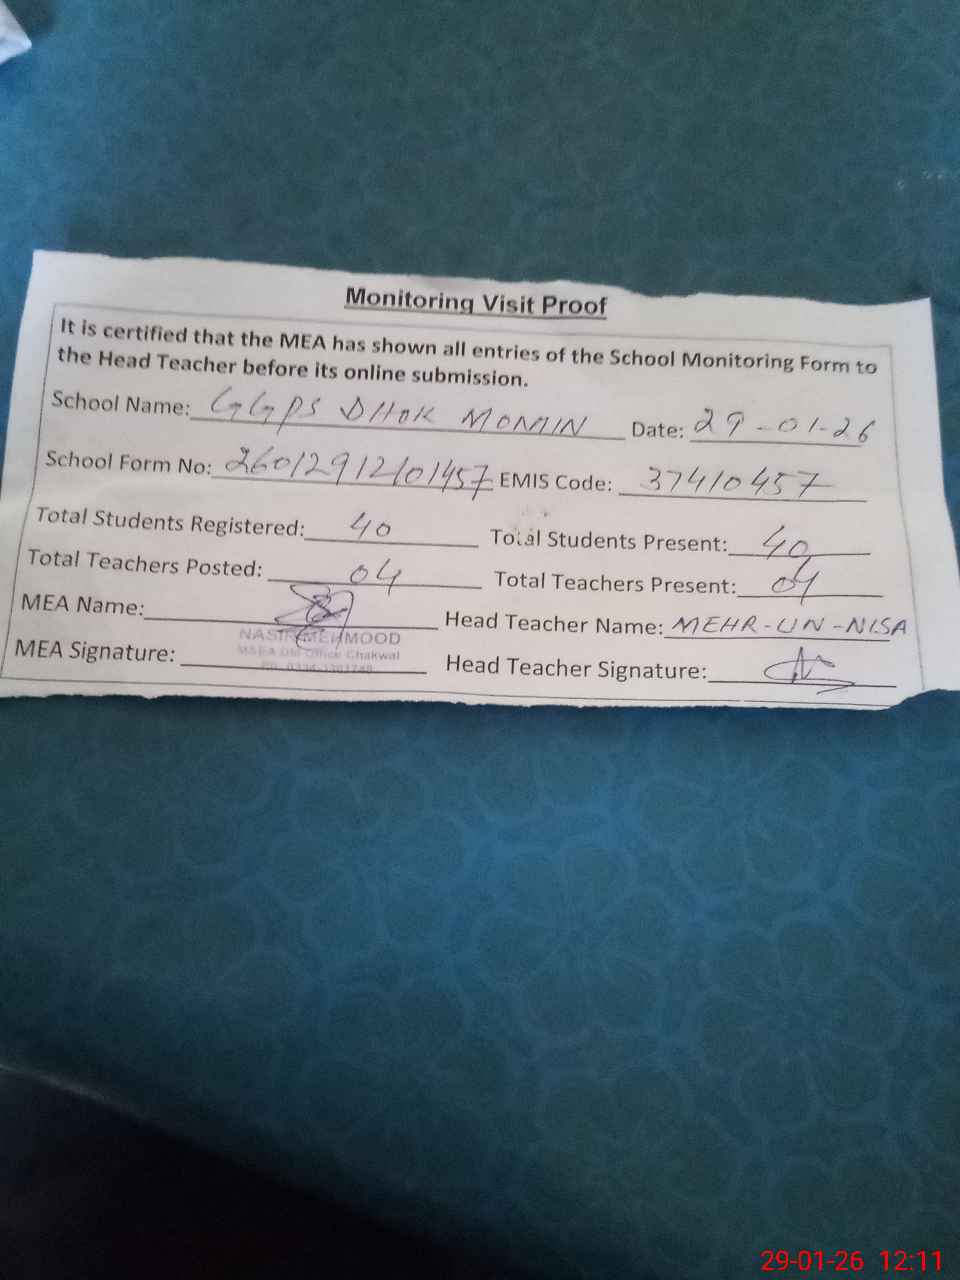 Monitoring Visit Proof
It is certified that the MEA has shown all entries of the School Monitoring Form to
the Head Teacher before its online submission.
School Name: GGPS DHOK MOMIN Date: 29-01-26
School Form No: 26012912101457 EMIS Code: 37410457
Total Students Registered: 40 Total Students Present: 40
Total Teachers Posted: 04 Total Teachers Present: 04
MEA Name: Head Teacher Name: MEHR-UN-NISA
NASIR MEHMOOD
MEA Signature: Head Teacher Signature:
Office Chakwal
29-01-26 12:11